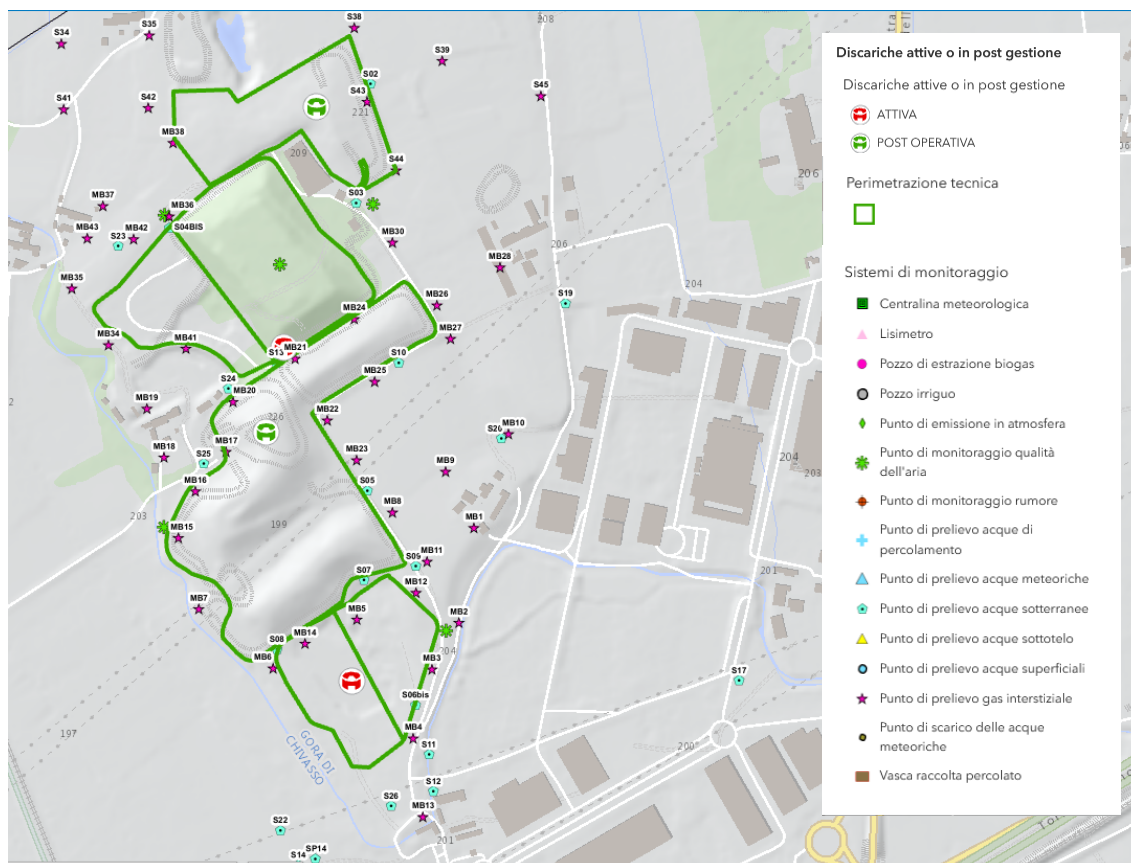 208
S38
S35
S34
S39
S02
S45
S43
S41
S42
221
MB38
209
S44
206
206
MB37
S03
MB36
S04BIS
MB43
MB42
S23
MB30
206
MB28
MB35
204
MB26
S19
MB24
MB27
MB34
MB41
S13
MB21
S10
MB25
S24
MB20
MB19
226
MB22
S20
MB10
MB17
MB18
S25
MB23
204
203
MB9
MB16
S05
203
199
MB8
MB1
MB15
MB11
S09
201
S07
MB12
MB7
MB5
MB2
MB14
S08
204
MB6
MB3
S17
S06bis
197
GORA DI
CHIVASSO
MB4
S11
200
S12
S26
MB13
S22
201
SP14
S14
Discariche attive o in post gestione
Discariche attive o in post gestione
ATTIVA
POST OPERATIVA
Perimetrazione tecnica
Sistemi di monitoraggio
Centralina meteorologica
Lisimetro
Pozzo di estrazione biogas
Pozzo irriguo
Punto di emissione in atmosfera
Punto di monitoraggio qualità
dell'aria
Punto di monitoraggio rumore
Punto di prelievo acque di
percolamento
Punto di prelievo acque meteoriche
Punto di prelievo acque sotterranee
Punto di prelievo acque sottotelo
Punto di prelievo acque superficiali
Punto di prelievo gas interstiziale
Punto di scarico delle acque
meteoriche
Vasca raccolta percolato